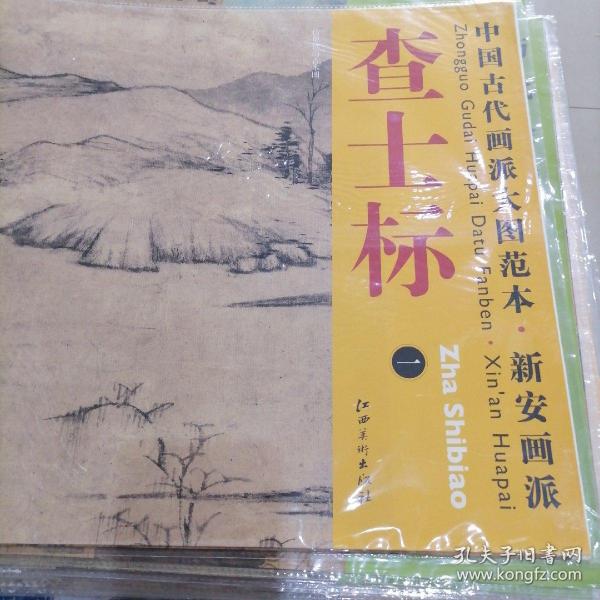 中国古代画派大图范本·新安画派
Zhongguo Gudai Huapai Datu Fanben · Xin'an Huapai
查士标
一
Zha Shibiao
江西美术出版社
孔夫子旧书网
www.kongfz.com